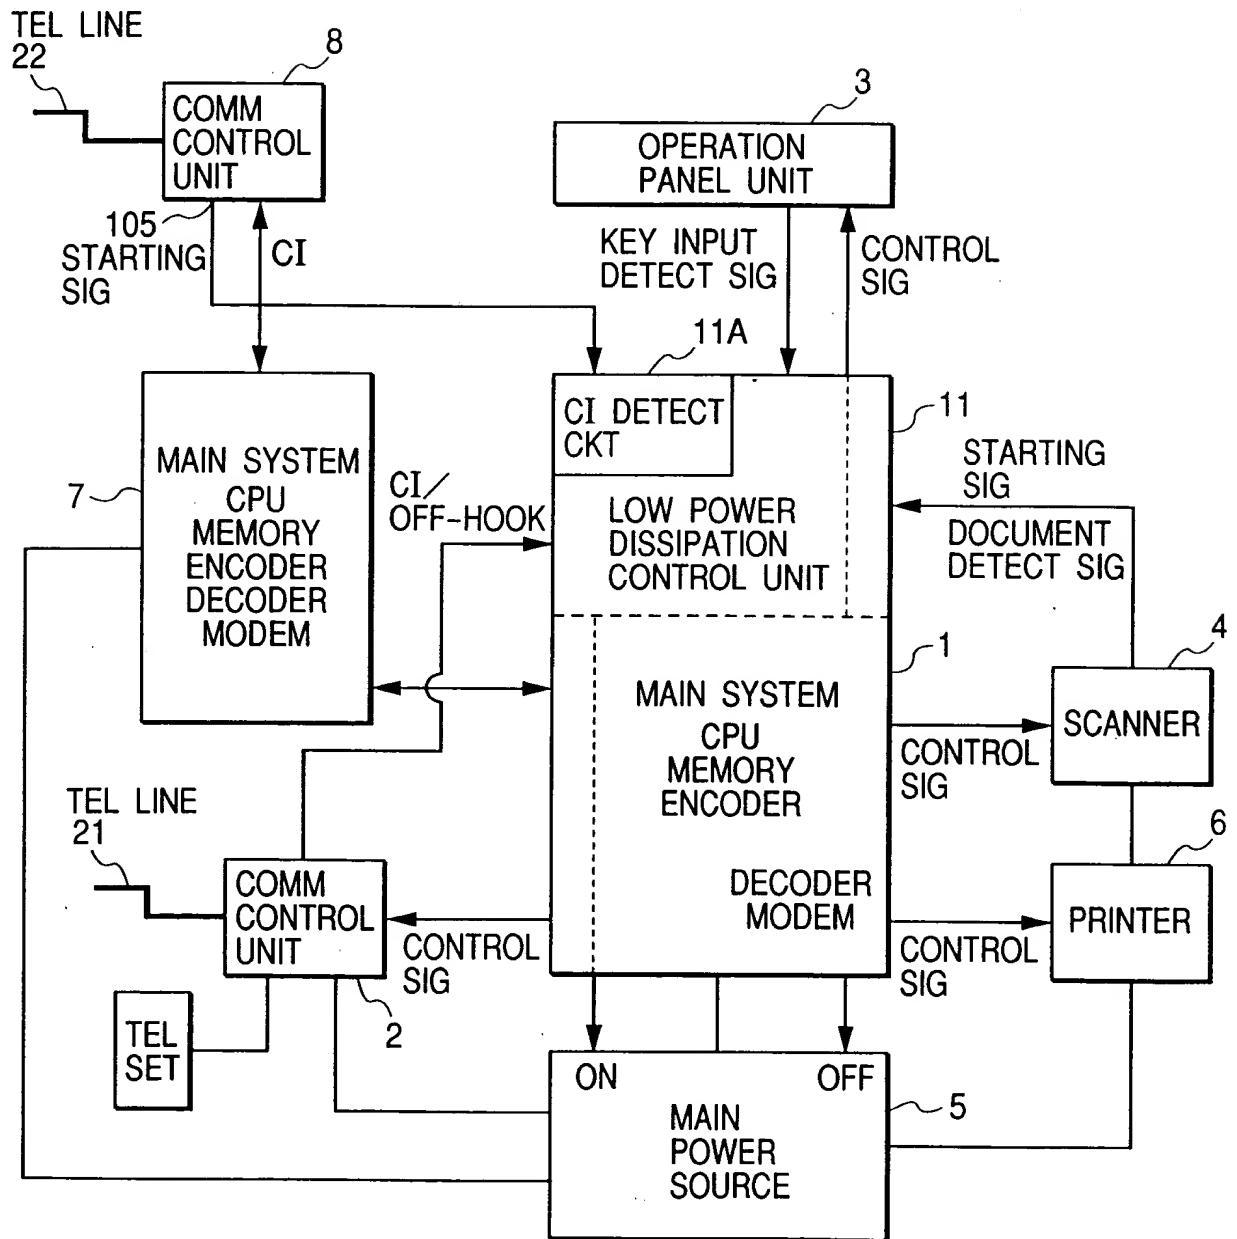 TEL LINE
22
8
COMM
CONTROL
UNIT
3
OPERATION
PANEL UNIT
105
STARTING
SIG
CI
KEY INPUT
DETECT SIG
CONTROL
SIG
11A
CI DETECT
CKT
11
STARTING
SIG
DOCUMENT
DETECT SIG
7
MAIN SYSTEM
CPU
MEMORY
ENCODER
DECODER
MODEM
CI/
OFF-HOOK
LOW POWER
DISSIPATION
CONTROL UNIT
1
MAIN SYSTEM
CPU
MEMORY
ENCODER
DECODER
MODEM
4
SCANNER
CONTROL
SIG
TEL LINE
21
COMM
CONTROL
UNIT
2
CONTROL
SIG
6
PRINTER
CONTROL
SIG
TEL
SET
ON
OFF
MAIN
POWER
SOURCE
5